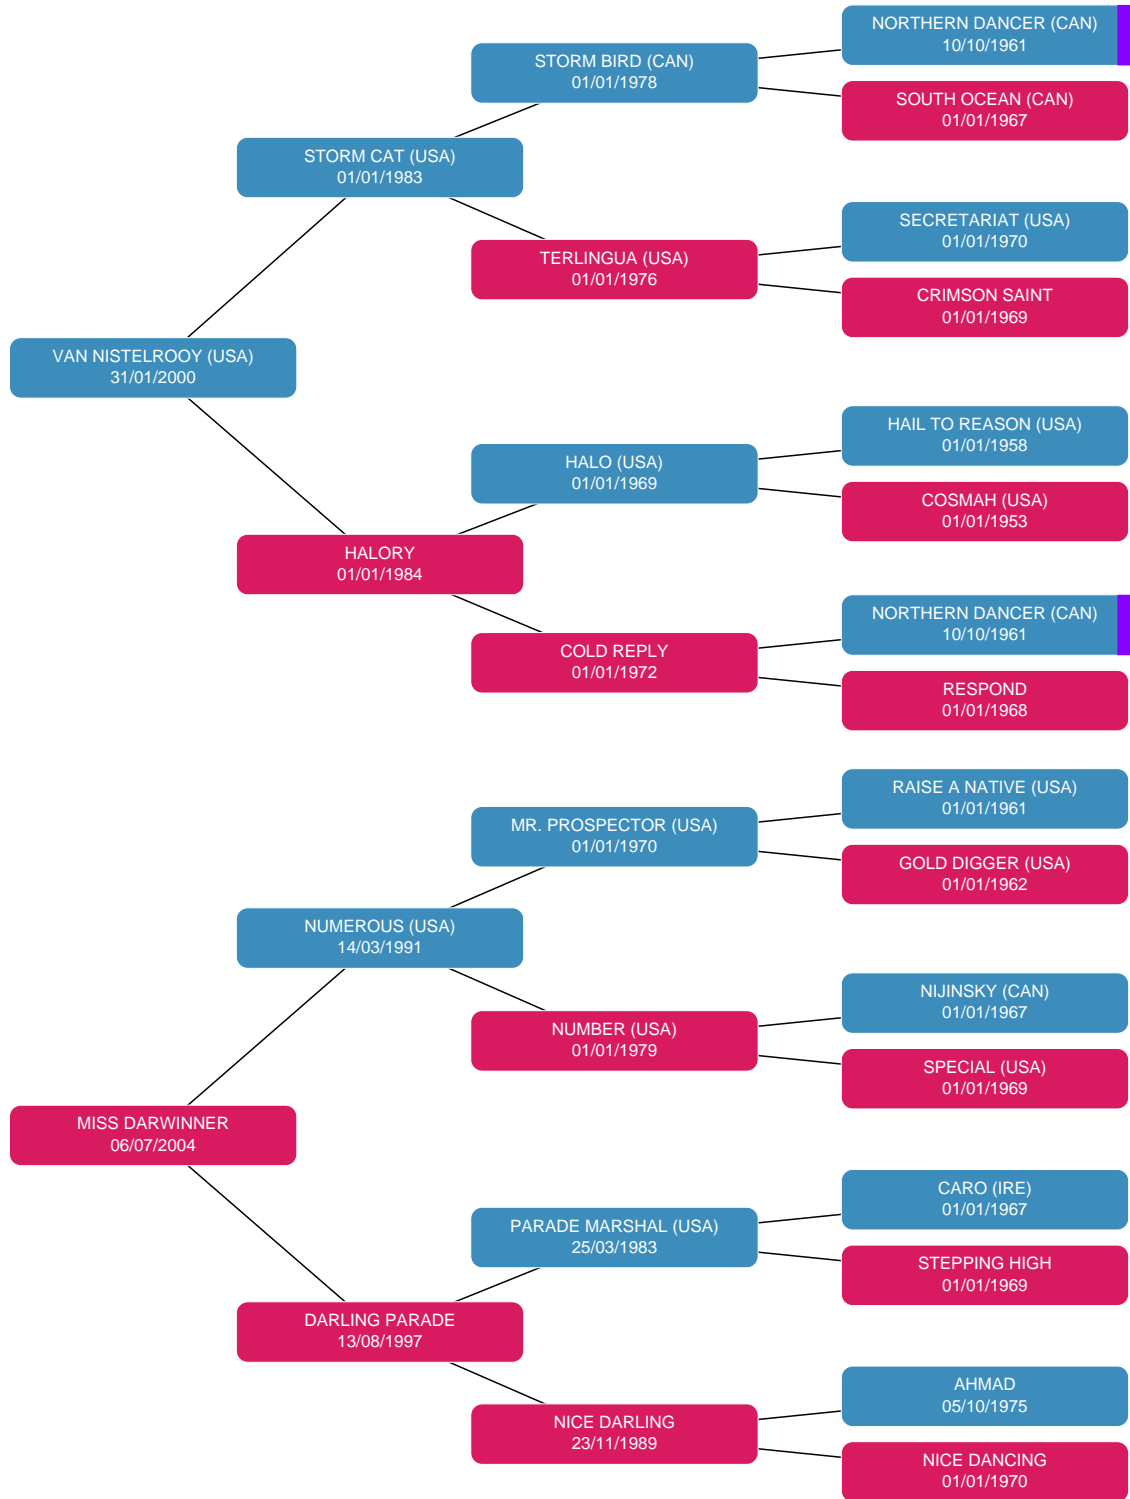 NORTHERN DANCER (CAN)
10/10/1961
STORM BIRD (CAN)
01/01/1978
SOUTH OCEAN (CAN)
01/01/1967
STORM CAT (USA)
01/01/1983
SECRETARIAT (USA)
01/01/1970
TERLINGUA (USA)
01/01/1976
CRIMSON SAINT
01/01/1969
VAN NISTELROOY (USA)
31/01/2000
HAIL TO REASON (USA)
01/01/1958
HALO (USA)
01/01/1969
COSMAH (USA)
01/01/1953
HALORY
01/01/1984
NORTHERN DANCER (CAN)
10/10/1961
COLD REPLY
01/01/1972
RESPOND
01/01/1968
RAISE A NATIVE (USA)
01/01/1961
MR. PROSPECTOR (USA)
01/01/1970
GOLD DIGGER (USA)
01/01/1962
NUMEROUS (USA)
14/03/1991
NIJINSKY (CAN)
01/01/1967
NUMBER (USA)
01/01/1979
SPECIAL (USA)
01/01/1969
MISS DARWINNER
06/07/2004
CARO (IRE)
01/01/1967
PARADE MARSHAL (USA)
25/03/1983
STEPPING HIGH
01/01/1969
DARLING PARADE
13/08/1997
AHMAD
05/10/1975
NICE DARLING
23/11/1989
NICE DANCING
01/01/1970